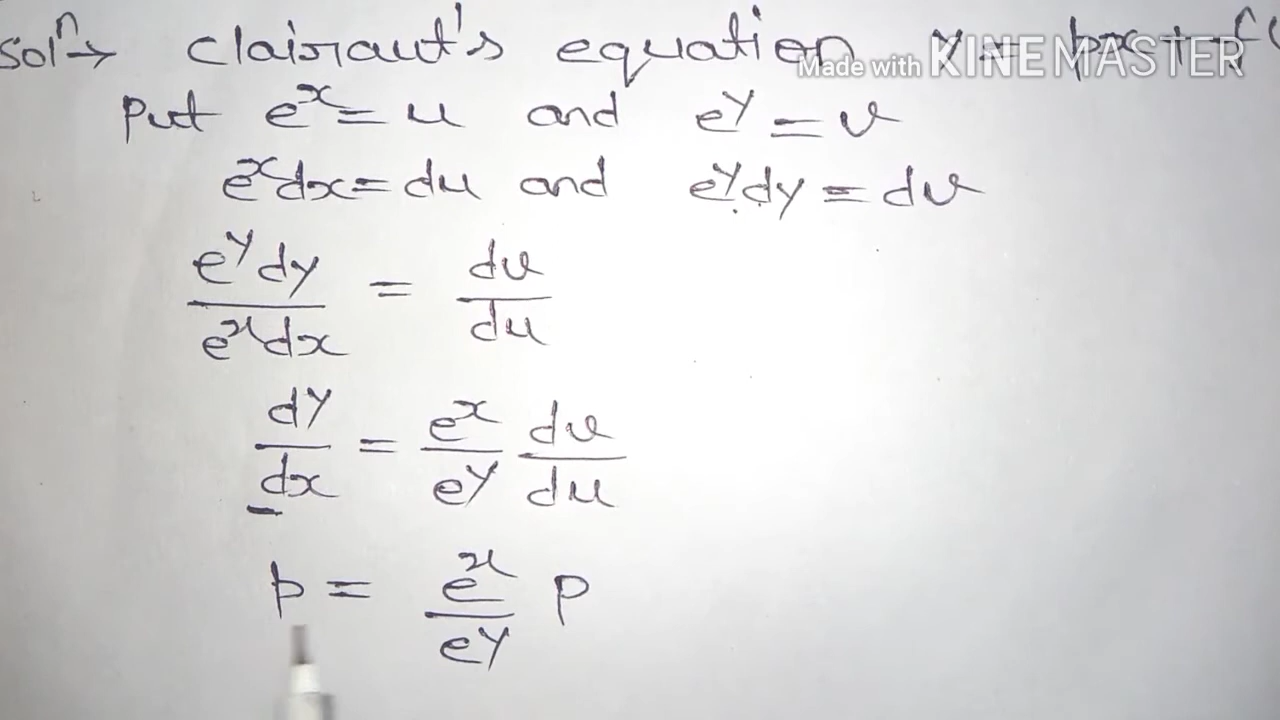 Solⁿ → Clairaut's equation y = px + f(
Made with KINEMASTER
Put eˣ = u and eʸ = v
eˣdx = du and eʸdy = dv
eʸdy / eˣdx = dv / du
dy / dx = eˣ / eʸ dv / du
p = eˣ / eʸ P